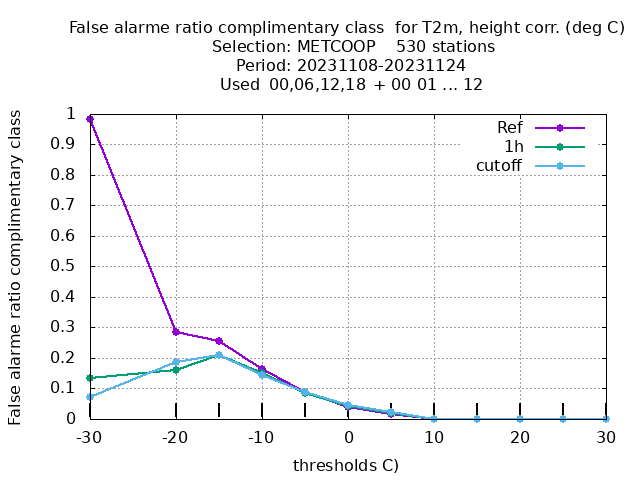 False alarme ratio complimentary class  for T2m, height corr. (deg C)
Selection: METCOOP    530 stations
Period: 20231108-20231124
Used  00,06,12,18  + 00 01 ... 12
False alarme ratio complimentary class
1
0.9
0.8
0.7
0.6
0.5
0.4
0.3
0.2
0.1
0
Ref
1h
cutoff
-30 -20 -10 0 10 20 30
thresholds C)